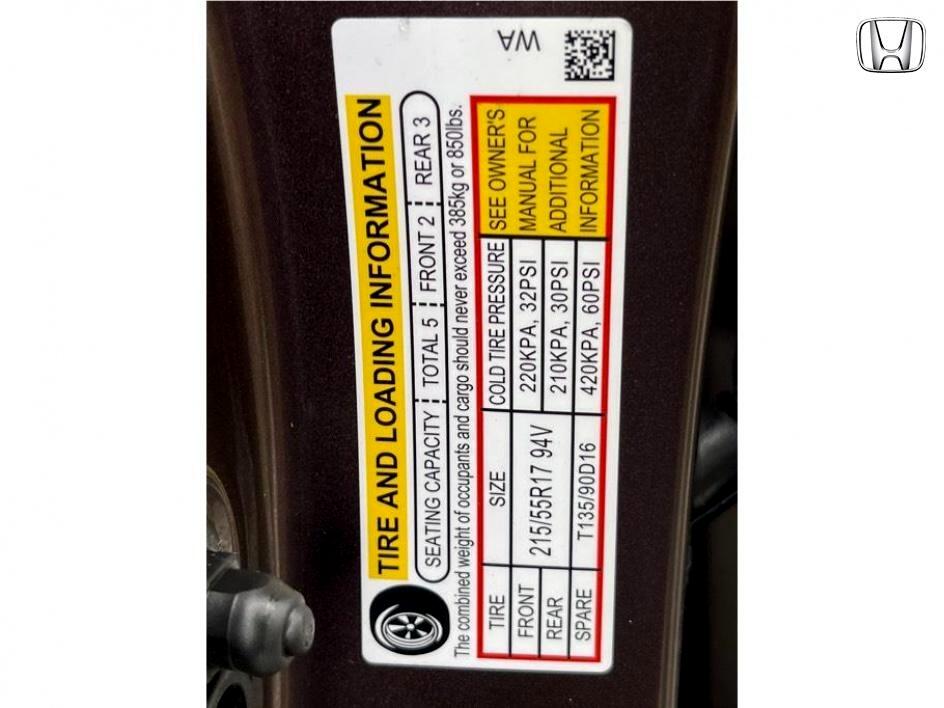 WA
TIRE AND LOADING INFORMATION
SEATING CAPACITY TOTAL 5 FRONT 2 REAR 3
The combined weight of occupants and cargo should never exceed 385kg or 850lbs.
TIRE SIZE COLD TIRE PRESSURE SEE OWNER'S
FRONT 215/55R17 94V 220KPA, 32PSI MANUAL FOR
REAR 210KPA, 30PSI ADDITIONAL
SPARE T135/90D16 420KPA, 60PSI INFORMATION